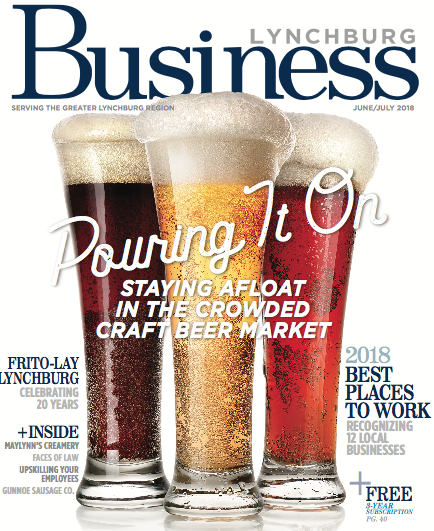 LYNCHBURG
Business
SERVING THE GREATER LYNCHBURG REGION
JUNE/JULY 2018
Pouring It On
STAYING AFLOAT
IN THE CROWDED
CRAFT BEER MARKET
FRITO-LAY
LYNCHBURG
CELEBRATING
20 YEARS
+INSIDE
MAYLYNN'S CREAMERY
FACES OF LAW
UPSKILLING YOUR
EMPLOYEES
GUNNOE SAUSAGE CO.
2018
BEST
PLACES
TO WORK
RECOGNIZING
12 LOCAL
BUSINESSES
+FREE
3-YEAR
SUBSCRIPTION
PG. 40